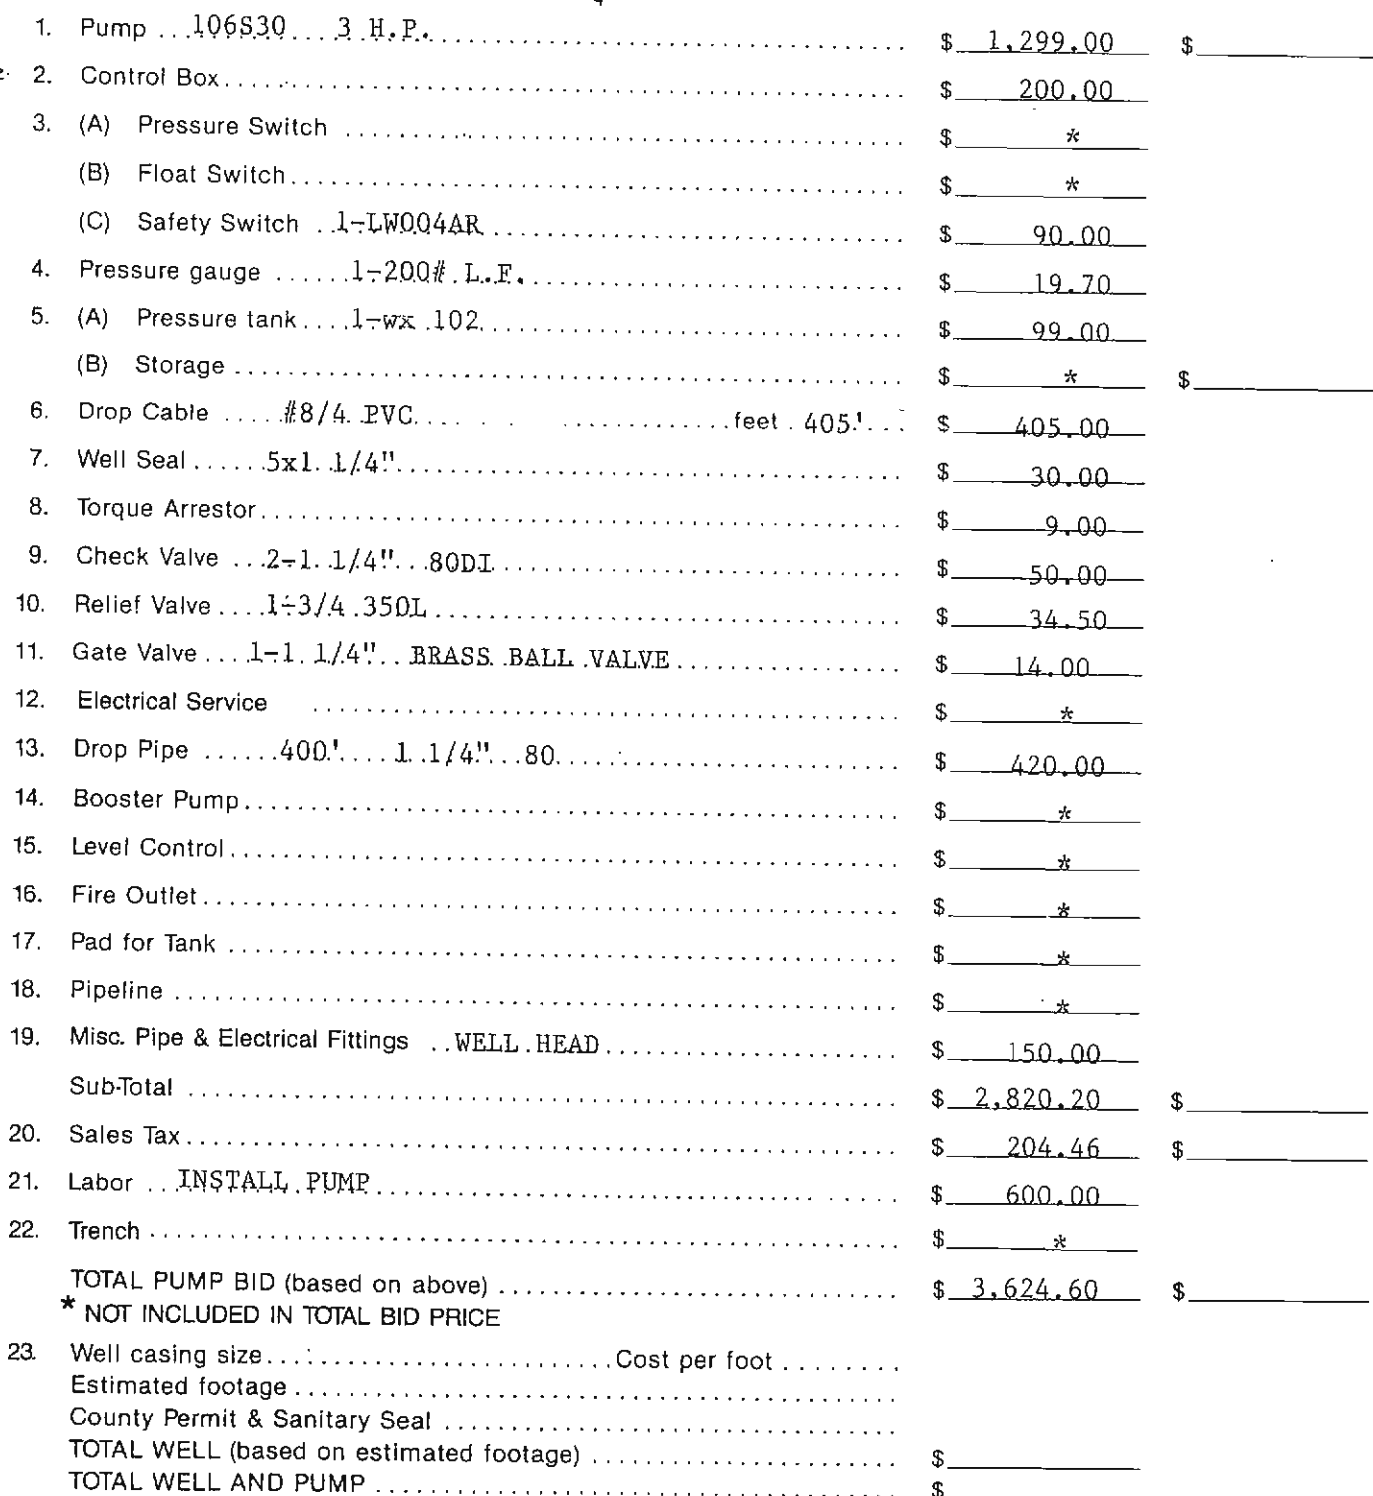 1. Pump ...106S30....3 H.P. $ 1,299.00 $
2. Control Box $ 200.00
3. (A) Pressure Switch $ *
(B) Float Switch $ *
(C) Safety Switch ..1-LW004AR $ 90.00
4. Pressure gauge ......1-200# L.F. $ 19.70
5. (A) Pressure tank ....1-wx .102 $ 99.00
(B) Storage $ * $
6. Drop Cable .....#8/4 PVC.... feet . 405' $ 405.00
7. Well Seal ......5x1 1/4" $ 30.00
8. Torque Arrestor $ 9.00
9. Check Valve ...2-1 1/4"...80DI $ 50.00
10. Relief Valve ....1-3/4 .350L $ 34.50
11. Gate Valve ....1-1 1/4".. BRASS BALL VALVE $ 14.00
12. Electrical Service $ *
13. Drop Pipe ......400'....1 1/4"...80 $ 420.00
14. Booster Pump $ *
15. Level Control $ *
16. Fire Outlet $ *
17. Pad for Tank $ *
18. Pipeline $ *
19. Misc. Pipe & Electrical Fittings ..WELL HEAD $ 150.00
Sub-Total $ 2,820.20 $
20. Sales Tax $ 204.46 $
21. Labor ..INSTALL PUMP $ 600.00
22. Trench $ *
TOTAL PUMP BID (based on above) $ 3,624.60 $
* NOT INCLUDED IN TOTAL BID PRICE
23. Well casing size Cost per foot
Estimated footage
County Permit & Sanitary Seal
TOTAL WELL (based on estimated footage) $
TOTAL WELL AND PUMP $